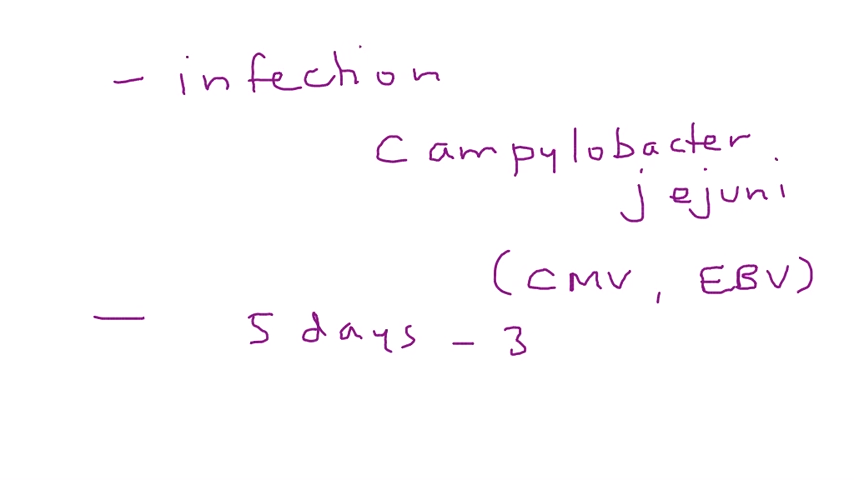 - infection
Campylobacter
jejuni
(CMV, EBV)
- 5 days - 3